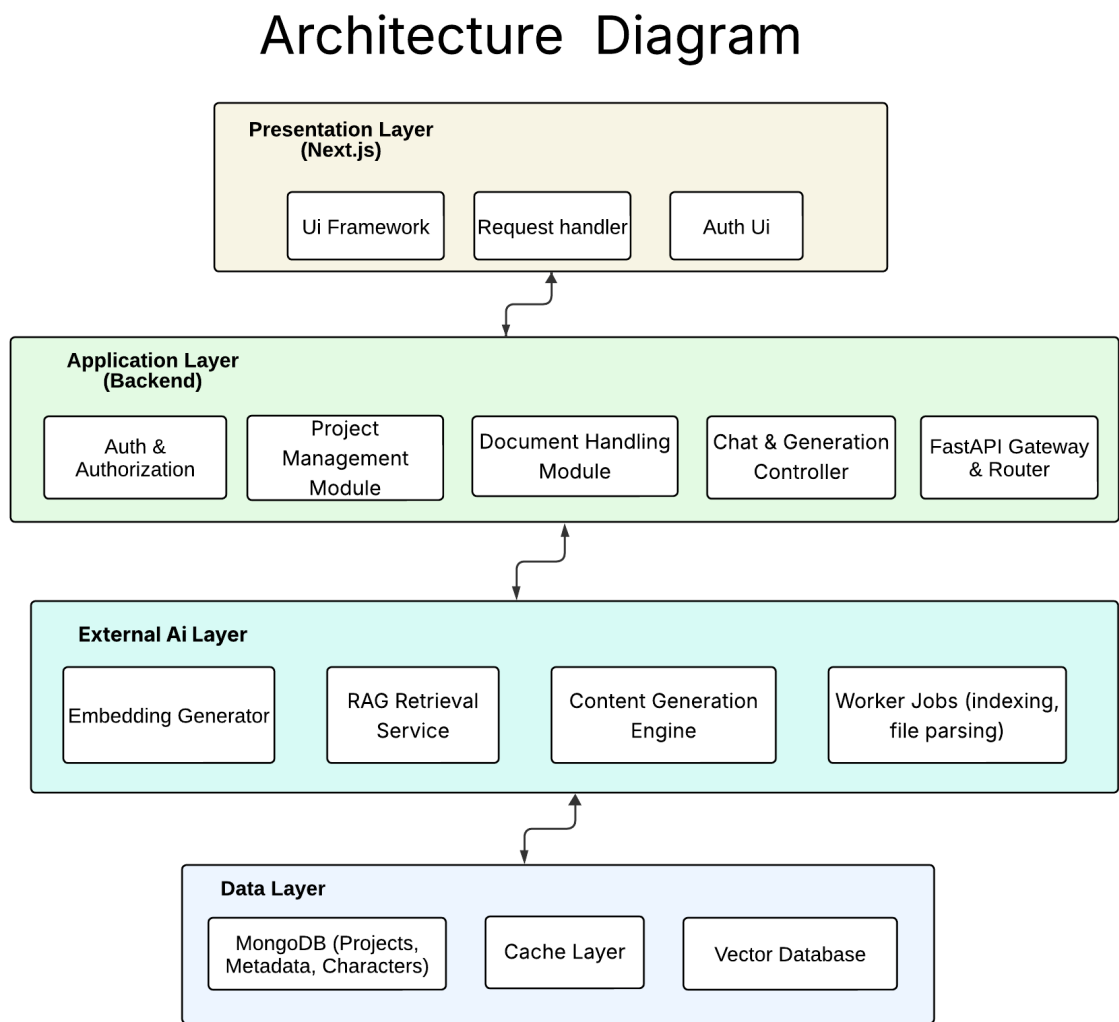 Architecture Diagram
Presentation Layer
(Next.js)
Ui Framework
Request handler
Auth Ui
Application Layer
(Backend)
Auth &
Authorization
Project
Management
Module
Document Handling
Module
Chat & Generation
Controller
FastAPI Gateway
& Router
External Ai Layer
Embedding Generator
RAG Retrieval
Service
Content Generation
Engine
Worker Jobs (indexing,
file parsing)
Data Layer
MongoDB (Projects,
Metadata, Characters)
Cache Layer
Vector Database